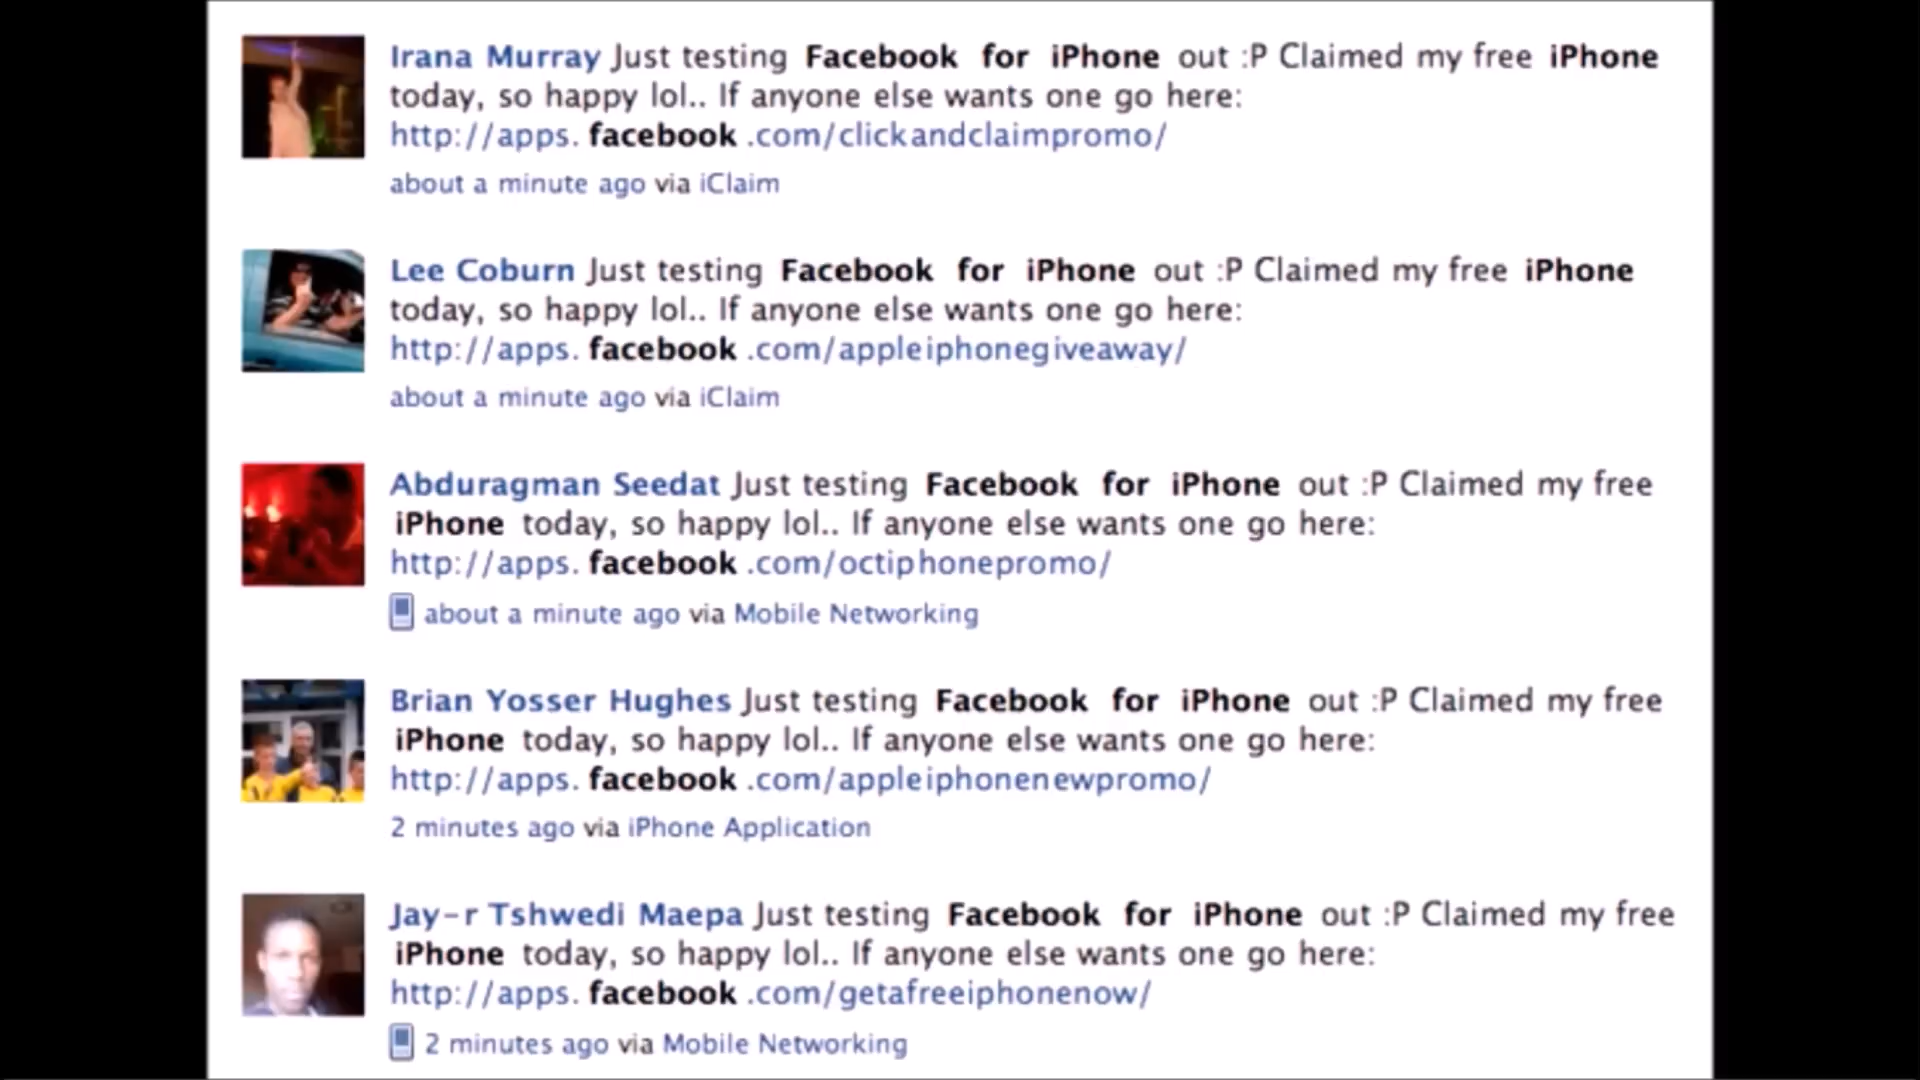 Irana Murray Just testing Facebook for iPhone out :P Claimed my free iPhone
today, so happy lol.. If anyone else wants one go here:
http://apps. facebook .com/clickandclaimpromo/
about a minute ago via iClaim
Lee Coburn Just testing Facebook for iPhone out :P Claimed my free iPhone
today, so happy lol.. If anyone else wants one go here:
http://apps. facebook .com/appleiphonegiveaway/
about a minute ago via iClaim
Abduragman Seedat Just testing Facebook for iPhone out :P Claimed my free
iPhone today, so happy lol.. If anyone else wants one go here:
http://apps. facebook .com/octiphonepromo/
about a minute ago via Mobile Networking
Brian Yosser Hughes Just testing Facebook for iPhone out :P Claimed my free
iPhone today, so happy lol.. If anyone else wants one go here:
http://apps. facebook .com/appleiphonenewpromo/
2 minutes ago via iPhone Application
Jay-r Tshwedi Maepa Just testing Facebook for iPhone out :P Claimed my free
iPhone today, so happy lol.. If anyone else wants one go here:
http://apps. facebook .com/getafreeiphonenow/
2 minutes ago via Mobile Networking